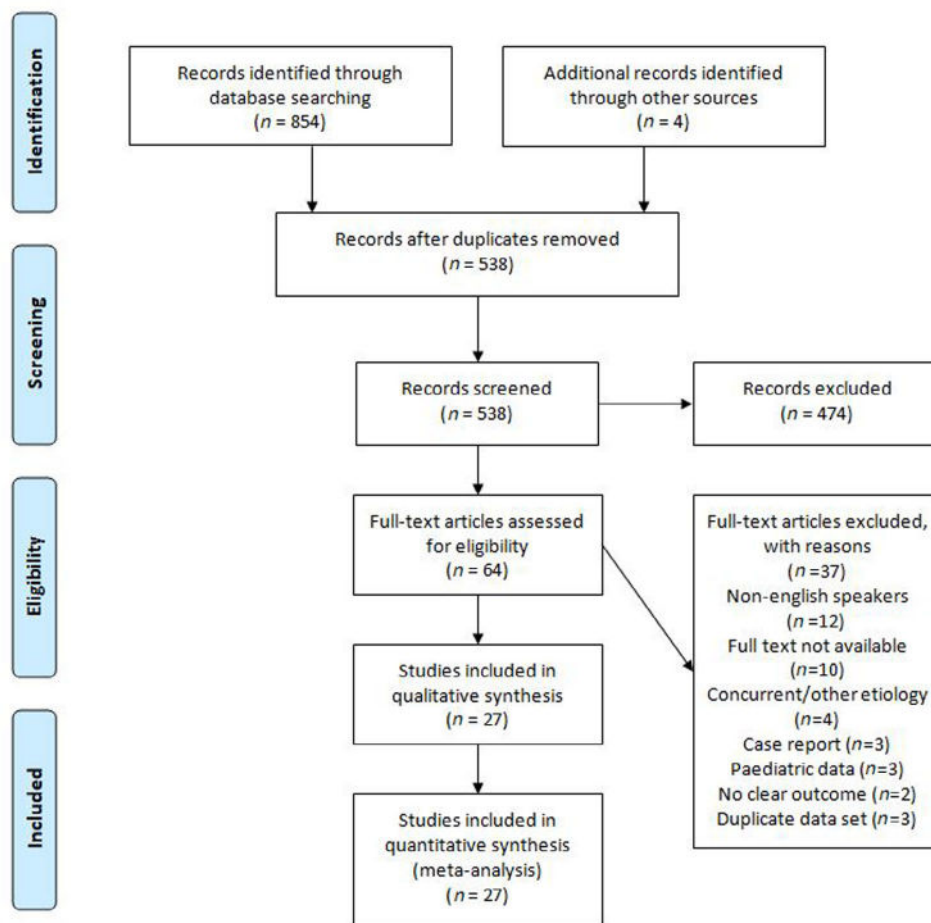 Identification
Records identified through
database searching
(n = 854)
Additional records identified
through other sources
(n = 4)
Records after duplicates removed
(n = 538)
Screening
Records screened
(n = 538)
Records excluded
(n = 474)
Eligibility
Full-text articles assessed
for eligibility
(n = 64)
Full-text articles excluded,
with reasons
(n =37)
Non-english speakers
(n =12)
Full text not available
(n=10)
Concurrent/other etiology
(n=4)
Case report (n=3)
Paediatric data (n=3)
No clear outcome (n=2)
Duplicate data set (n=3)
Studies included in
qualitative synthesis
(n = 27)
Included
Studies included in
quantitative synthesis
(meta-analysis)
(n = 27)